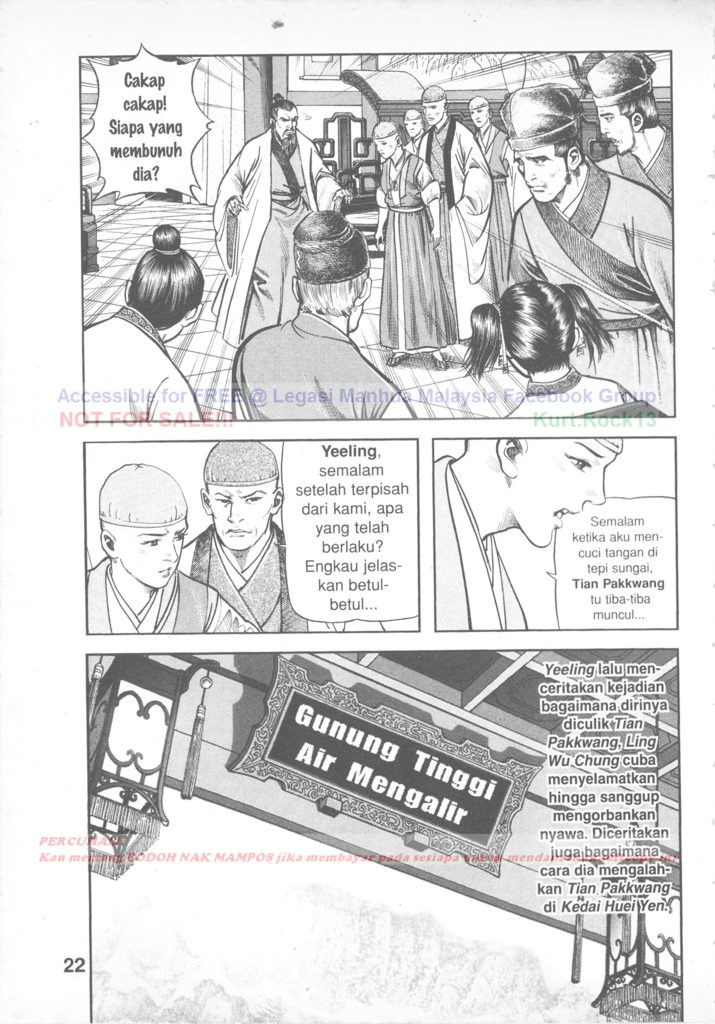 Cakap
cakap!
Siapa yang
membunuh
dia?
Accessible for FREE @ Legasi Manhua Malaysia Facebook Group
NOT FOR SALE!!!
Kurt.Rock13
Yeeling,
semalam
setelah terpisah
dari kami, apa
yang telah
berlaku?
Engkau jelas-
kan betul-
betul...
Semalam
ketika aku men-
cuci tangan di
tepi sungai,
Tian Pakkwang
tu tiba-tiba
muncul...
Gunung Tinggi
Air Mengalir
Yeeling lalu men-
ceritakan kejadian
bagaimana dirinya
diculik Tian
Pakkwang, Ling
Wu Chung cuba
menyelamatkan
hingga sanggup
mengorbankan
nyawa. Diceritakan
juga bagaimana
cara dia mengalah-
kan Tian Pakkwang
di Kedai Huei Yen.
Kau memang BODOH NAK MAMPOS jika membayar pada sesiapa untuk
22